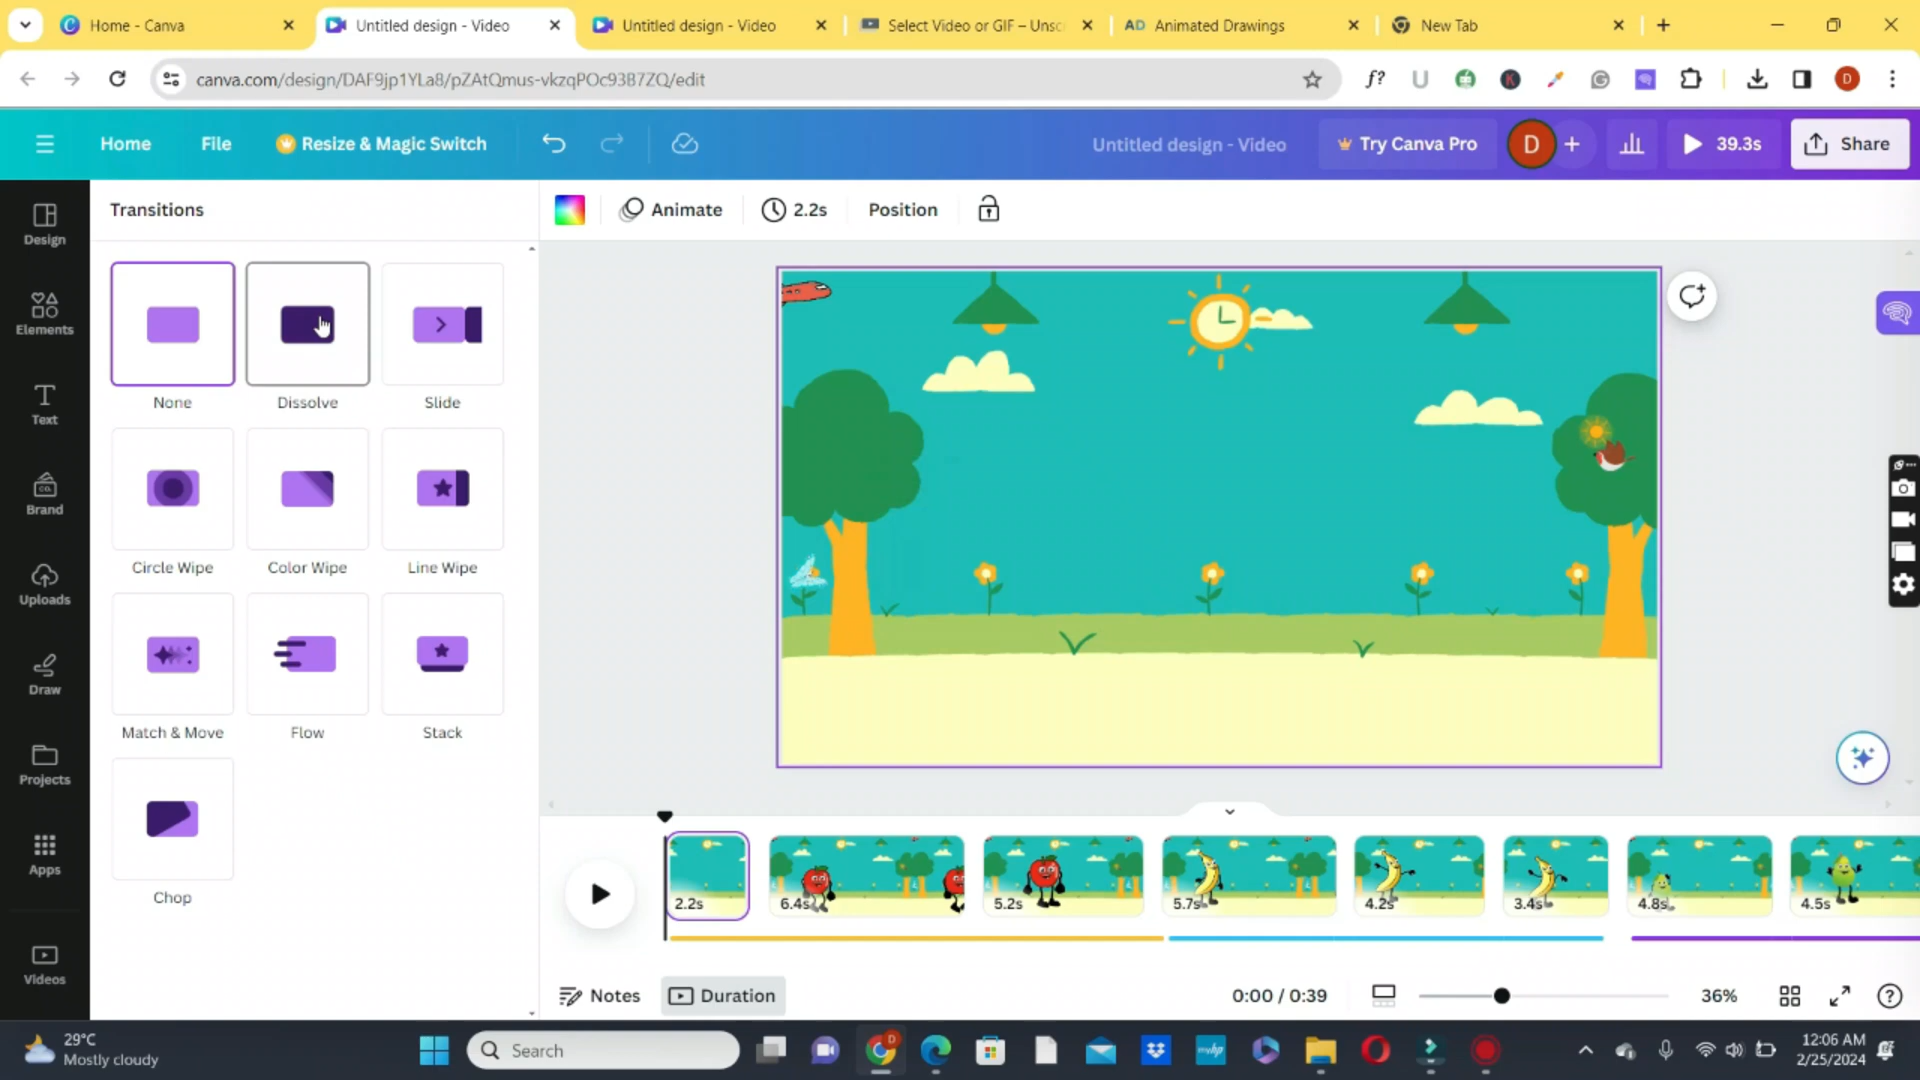 Home - Canva
Untitled design - Video
Untitled design - Video
Select Video or GIF – Unsc
AD Animated Drawings
New Tab
canva.com/design/DAF9jp1YLa8/pZAtQmus-vkzqPOc93B7ZQ/edit
f?
D
Home
File
Resize & Magic Switch
Untitled design - Video
Try Canva Pro
D
39.3s
Share
Design
Elements
Text
Brand
Uploads
Draw
Projects
Apps
Videos
Transitions
None
Dissolve
Slide
Circle Wipe
Color Wipe
Line Wipe
Match & Move
Flow
Stack
Chop
Animate
2.2s
Position
2.2s
6.4s
5.2s
5.7s
4.2s
3.4s
4.8s
4.5s
Notes
Duration
0:00 / 0:39
36%
29°C
Mostly cloudy
Search
12:06 AM
2/25/2024